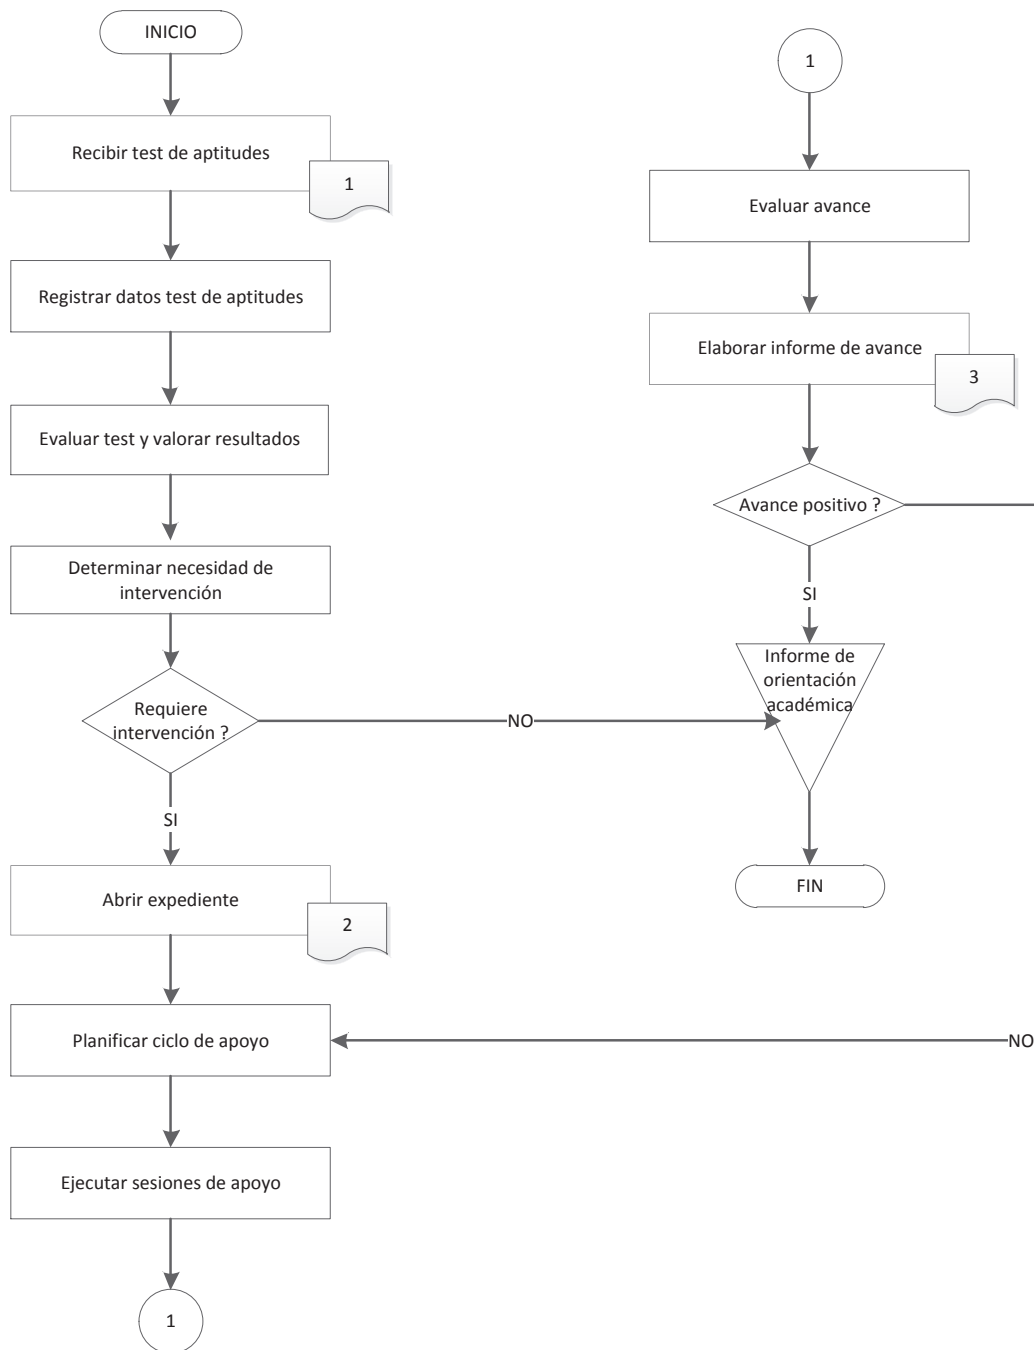 INICIO
Recibir test de aptitudes
1
Registrar datos test de aptitudes
Evaluar test y valorar resultados
Determinar necesidad de
intervención
Requiere
intervención ?
NO
SI
Abrir expediente
2
Planificar ciclo de apoyo
Ejecutar sesiones de apoyo
1
1
Evaluar avance
Elaborar informe de avance
3
Avance positivo ?
SI
Informe de
orientación
académica
FIN
NO